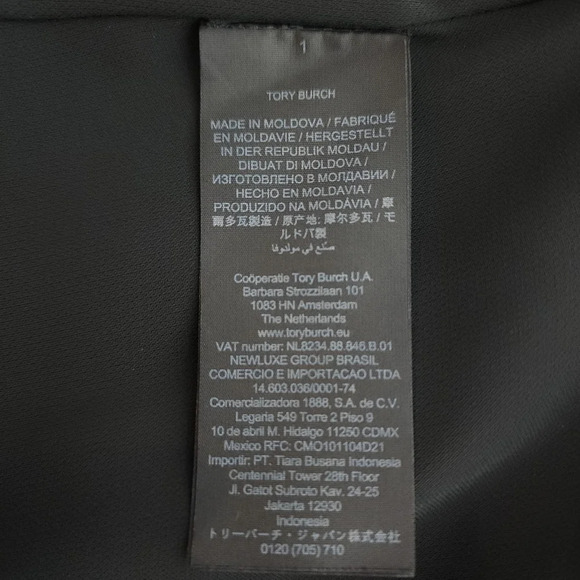 1
TORY BURCH
MADE IN MOLDOVA / FABRIQUÉ
EN MOLDAVIE / HERGESTELLT
IN DER REPUBLIK MOLDAU /
DIBUAT DI MOLDOVA /
ИЗГОТОВЛЕНО В МОЛДАВИИ /
HECHO EN MOLDAVIA /
PRODUZIDO NA MOLDÁVIA / 摩
爾多瓦製造 / 原产地: 摩尔多瓦 / モ
ルドバ製
صنع في مولدوفا
Coöperatie Tory Burch U.A.
Barbara Strozzilaan 101
1083 HN Amsterdam
The Netherlands
www.toryburch.eu
VAT number: NL8234.88.846.B.01
NEWLUXE GROUP BRASIL
COMERCIO E IMPORTACAO LTDA
14.603.036/0001-74
Comercializadora 1888, S.A. de C.V.
Legaria 549 Torre 2 Piso 9
10 de abril M. Hidalgo 11250 CDMX
Mexico RFC: CMO101104D21
Importir: PT. Tiara Busana Indonesia
Centennial Tower 28th Floor
Jl. Gatot Subroto Kav. 24-25
Jakarta 12930
Indonesia
トリーバーチ・ジャパン株式会社
0120 (705) 710